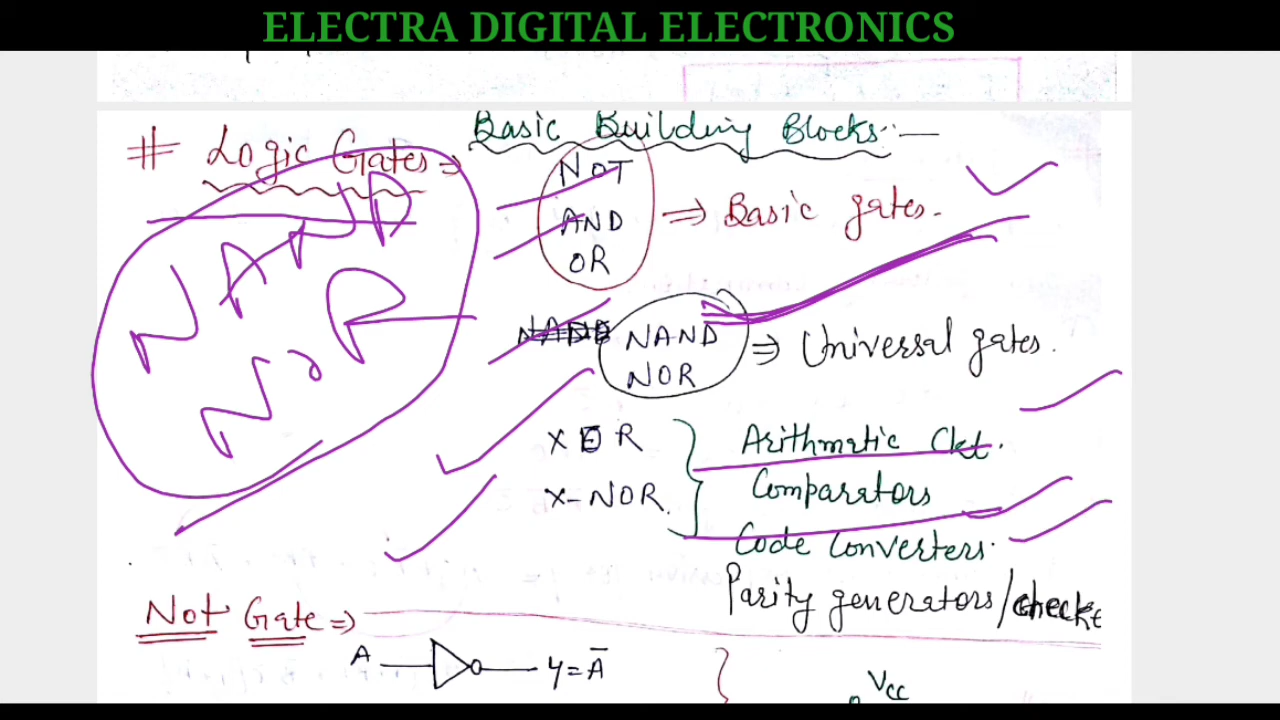 ELECTRA DIGITAL ELECTRONICS
# Logic Gates ⇒ Basic Building Blocks:—
NOT
AND
OR
⇒ Basic gates.
NAND
NOR
NAND NAND
NOR
⇒ Universal gates.
XOR
X-NOR.
Arithmatic Ckt.
Comparators
Code Converters.
Parity generators/checke
Not Gate ⇒
A y = A̅
Vcc